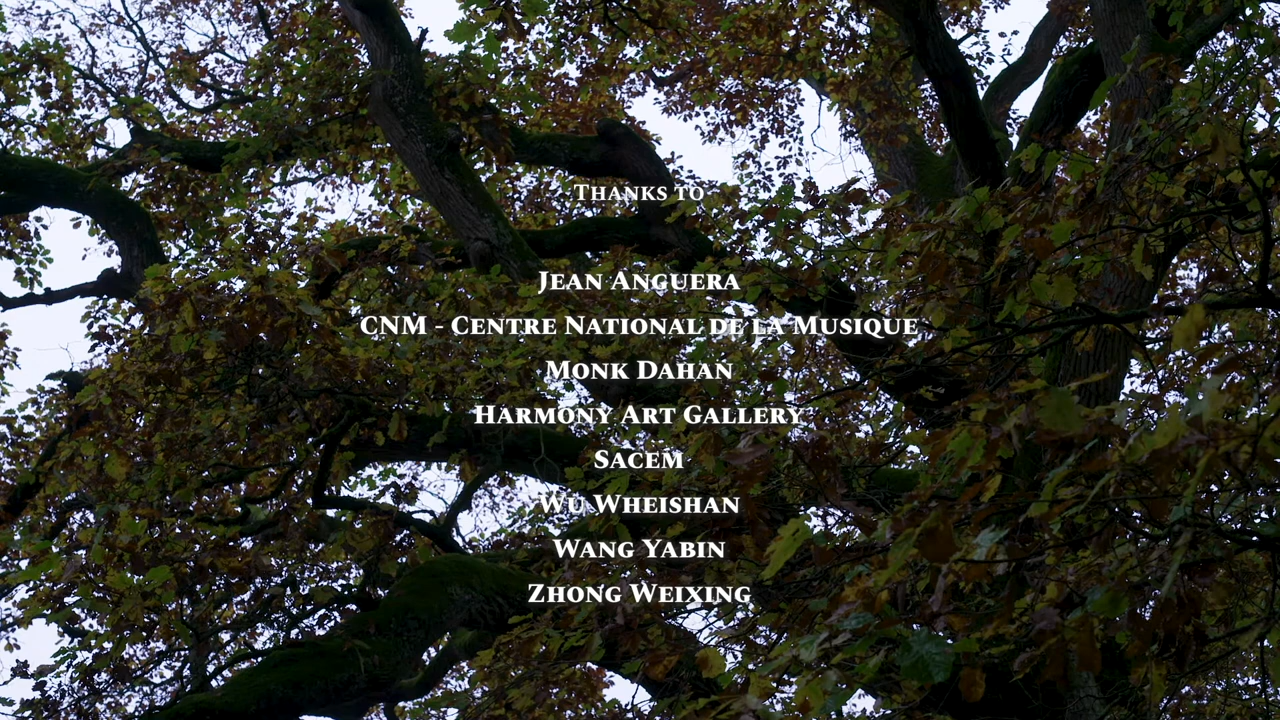 Thanks to
Jean Anguera
CNM - Centre National de la Musique
Monk Dahan
Harmony Art Gallery
Sacem
Wu Wheishan
Wang Yabin
Zhong Weixing